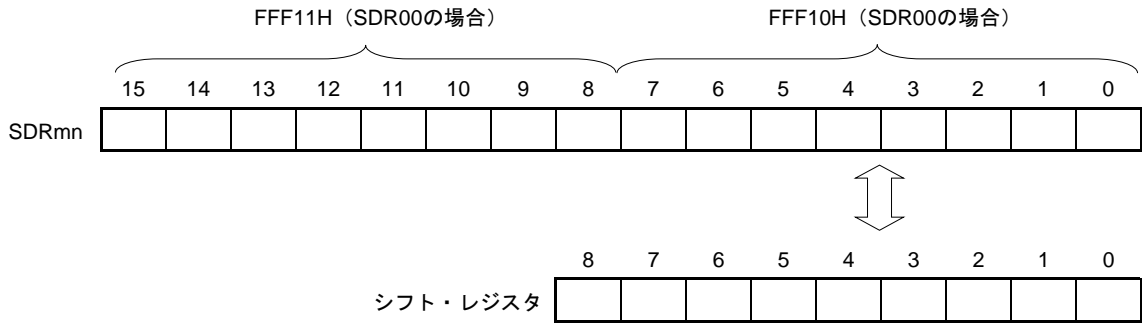 FFF11H（SDR00の場合） FFF10H（SDR00の場合）
15 14 13 12 11 10 9 8 7 6 5 4 3 2 1 0
SDRmn
8 7 6 5 4 3 2 1 0
シフト・レジスタ